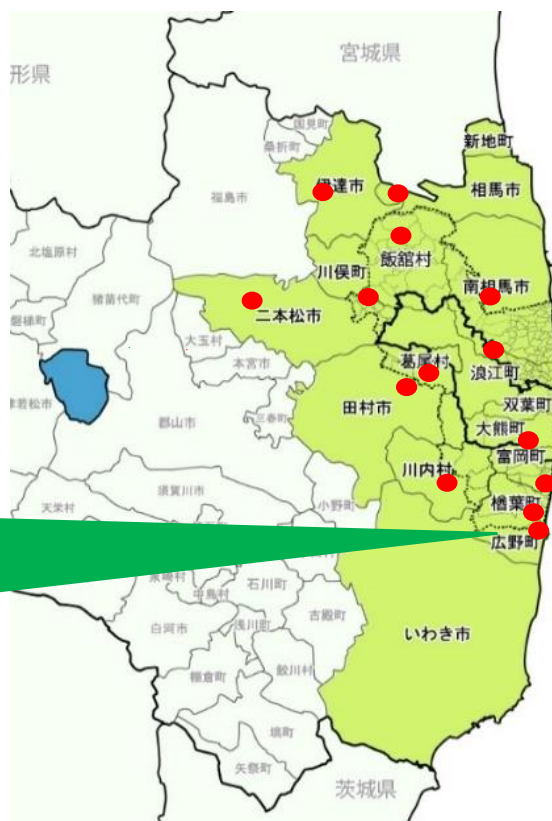 宮城県
形県
国見町
桑折町
新地町
伊達市
相馬市
福島市
飯舘村
北塩原村
川俣町
猪苗代町
南相馬市
二本松市
磐梯町
大玉村
本宮市
葛尾村
浪江町
田村市
双葉町
津若松市
郡山市
三春町
大熊町
富岡町
川内村
須賀川市
小野町
楢葉町
天栄村
広野町
泉崎村
中島村
石川町
古殿町
白河市
浅川町
いわき市
棚倉町
鮫川村
塙町
矢祭町
茨城県